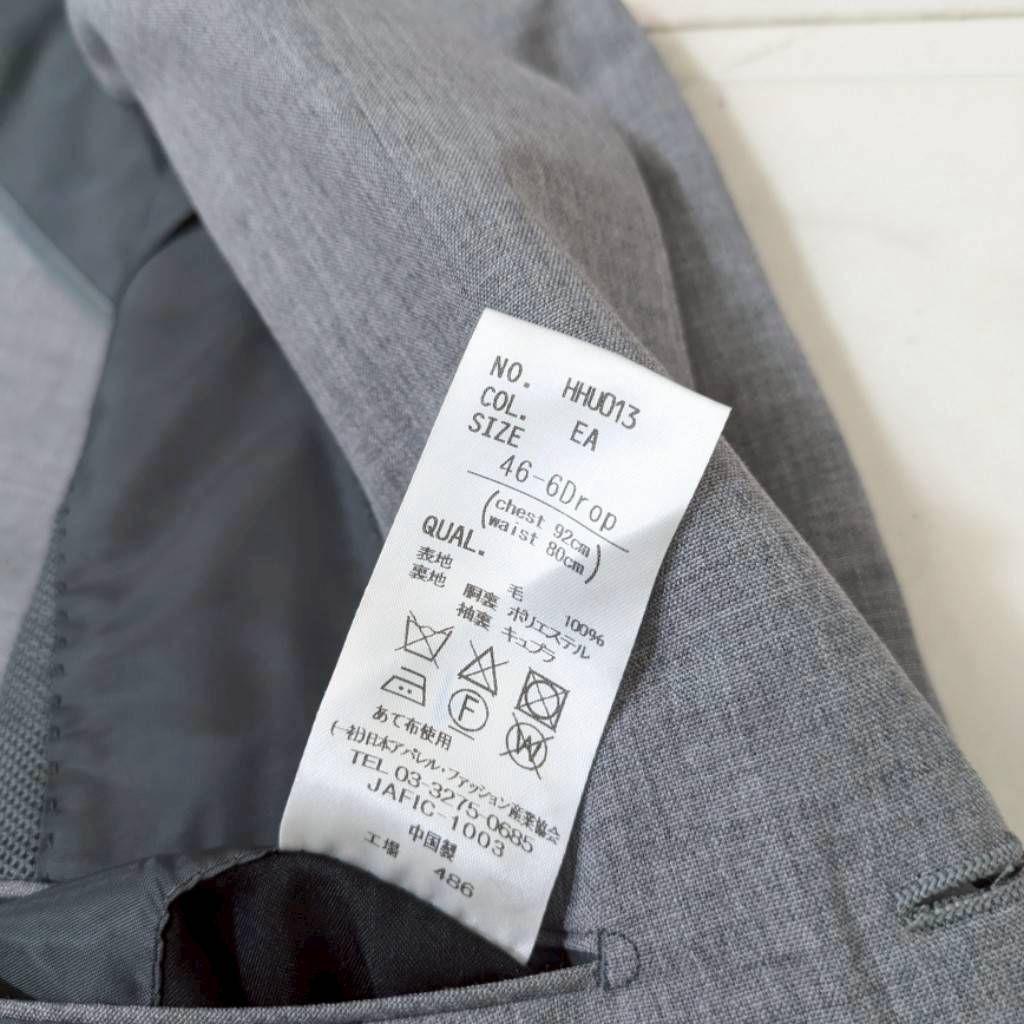 NO. HHU013
COL. EA
SIZE
46-6Drop
(chest 92cm
waist 80cm)
QUAL.
表地 毛 100%
裏地 胴裏 ポリエステル
袖裏 キュプラ
F
W
あて布使用
(一社)日本アパレル・ファッション産業協会
TEL 03-3275-0685
JAFIC-1003
中国製
工場 486